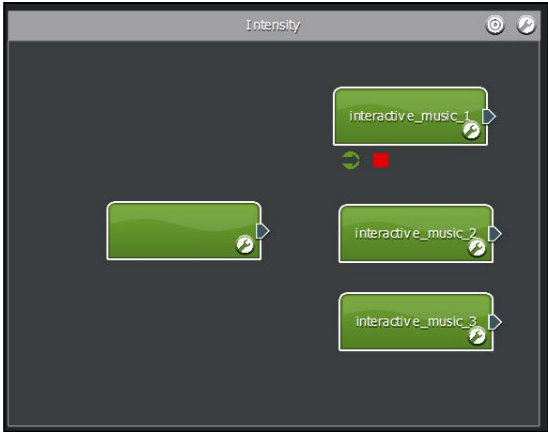 Intensity
interactive_music_1
interactive_music_2
interactive_music_3